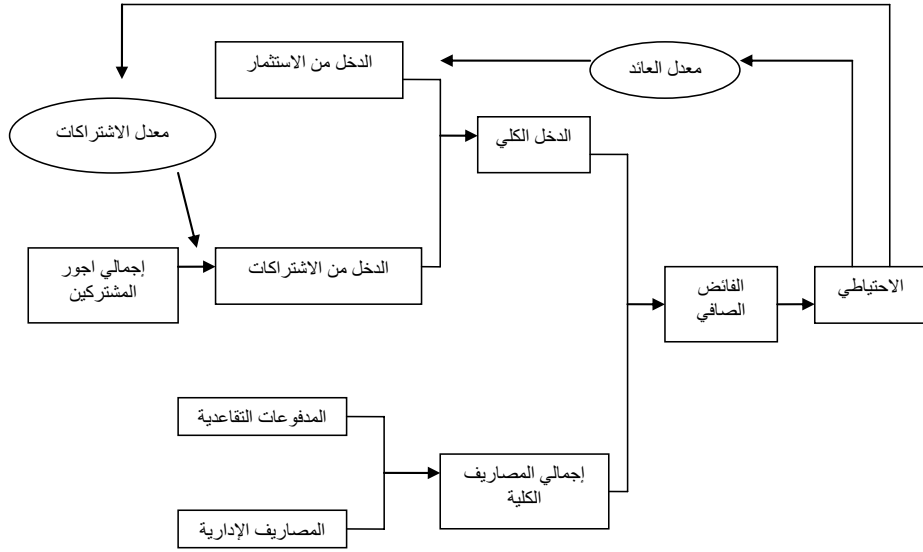 الدخل من الاستثمار
معدل العائد
معدل الاشتراكات
الدخل الكلي
إجمالي اجور
المشتركين
الدخل من الاشتراكات
الفائض
الصافي
الاحتياطي
المدفوعات التقاعدية
إجمالي المصاريف
الكلية
المصاريف الإدارية